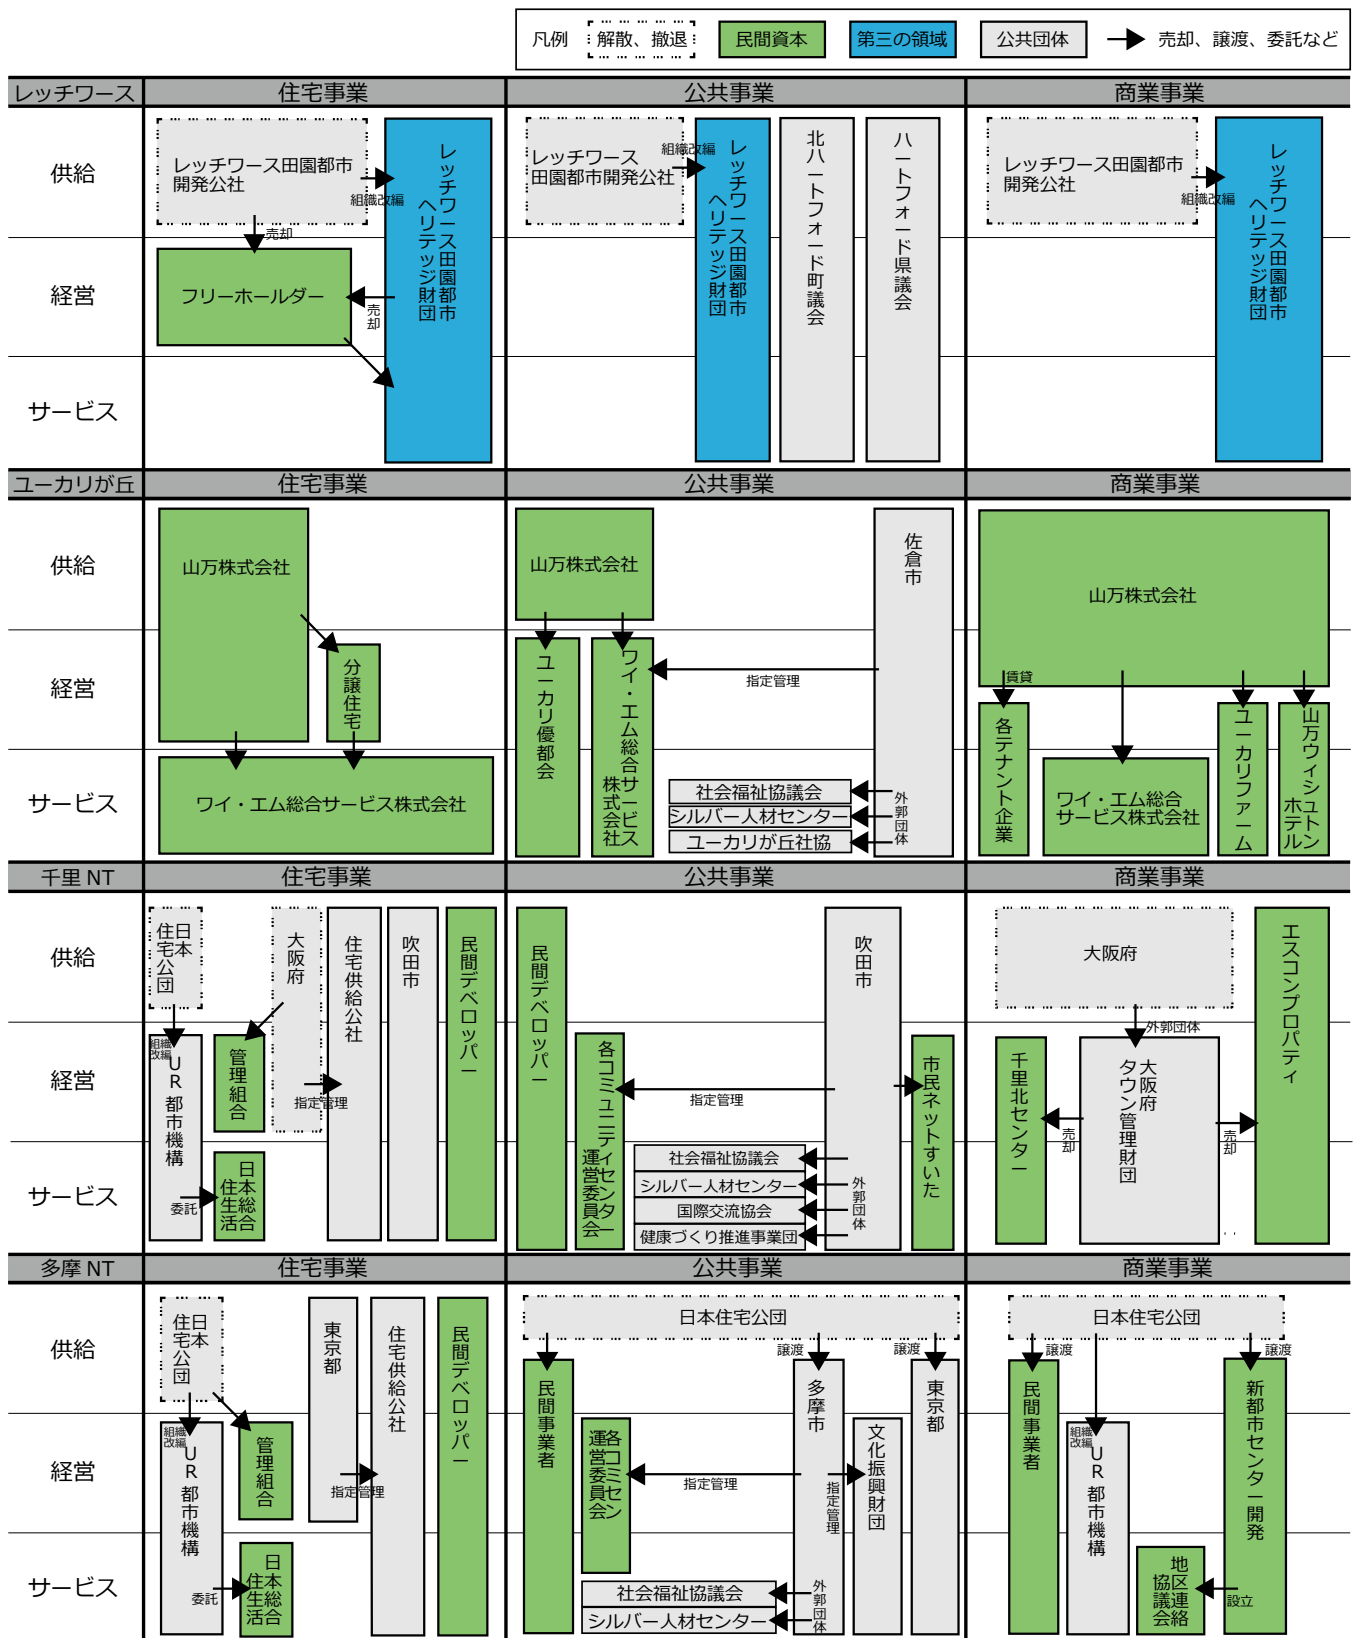 凡例
解散、撤退
民間資本
第三の領域
公共団体
売却、譲渡、委託など
レッチワース
住宅事業
公共事業
商業事業
供給
経営
サービス
レッチワース田園都市
開発公社
組織改編
売却
フリーホールダー
売却
レッチワース田園都市
ヘリテッジ財団
レッチワース
田園都市開発公社
組織改編
レッチワース田園都市
ヘリテッジ財団
北ハートフォード町議会
ハートフォード県議会
レッチワース田園都市
開発公社
組織改編
レッチワース田園都市
ヘリテッジ財団
ユーカリが丘
住宅事業
公共事業
商業事業
供給
経営
サービス
山万株式会社
分譲住宅
ワイ・エム総合サービス株式会社
山万株式会社
ユーカリ優都会
ワイ・エム総合サービス
株式会社
指定管理
佐倉市
社会福祉協議会
シルバー人材センター
ユーカリが丘社協
外郭団体
山万株式会社
賃貸
各テナント企業
ワイ・エム総合
サービス株式会社
ユーカリファーム
山万ウィシュトン
ホテル
千里 NT
住宅事業
公共事業
商業事業
供給
経営
サービス
日本
住宅公団
組織
改編
UR都市機構
委託
大阪府
管理組合
日本総合
住生活
指定管理
住宅供給公社
吹田市
民間デベロッパー
民間デベロッパー
各コミュニティセンター
運営委員会
指定管理
吹田市
市民ネットすいた
社会福祉協議会
シルバー人材センター
国際交流協会
健康づくり推進事業団
外郭団体
大阪府
外郭団体
千里北センター
売却
大阪府
タウン管理財団
売却
エスコンプロパティ
多摩 NT
住宅事業
公共事業
商業事業
供給
経営
サービス
日本
住宅公団
組織
改編
UR都市機構
委託
管理組合
日本総合
住生活
東京都
指定管理
住宅供給公社
民間デベロッパー
日本住宅公団
譲渡
譲渡
民間事業者
各コミセン
運営委員会
指定管理
多摩市
指定管理
文化振興財団
東京都
社会福祉協議会
シルバー人材センター
外郭団体
日本住宅公団
譲渡
譲渡
民間事業者
組織
改編
UR都市機構
地区連絡
協議会
設立
新都市センター開発